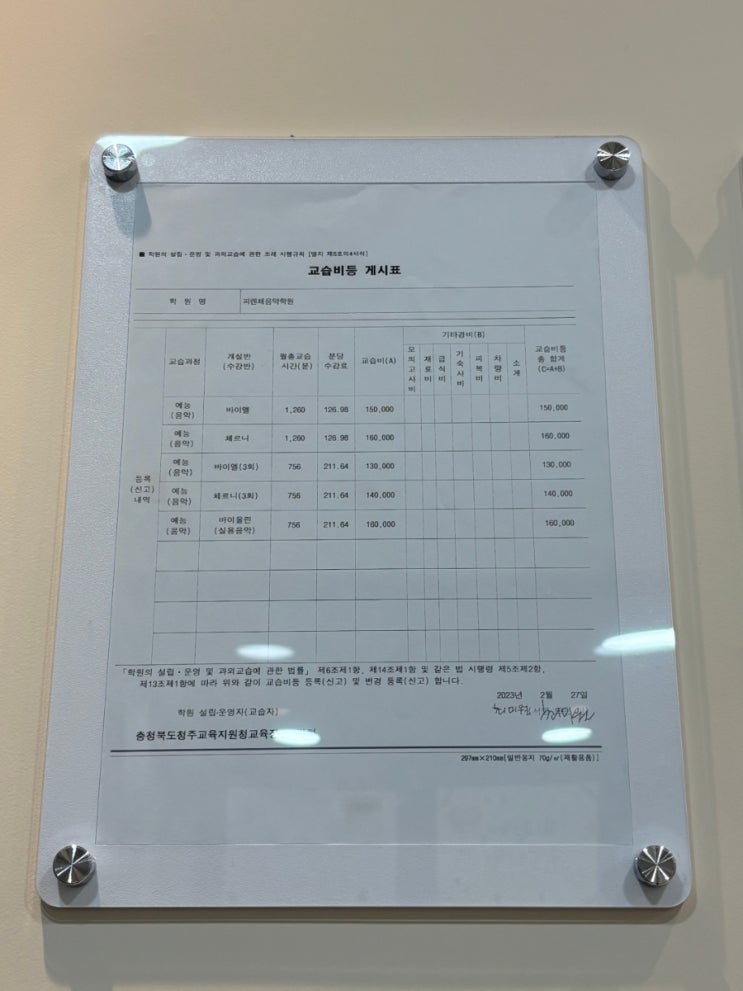 ■ 학원의 설립·운영 및 과외교습에 관한 조례 시행규칙 [별지 제8호의4서식]
교습비등 게시표
학 원 명 피렌체음악학원
등록(신고)내역
교습과정 개설반(수강반) 월총교습시간(분) 분당수강료 교습비(A) 기타경비(B) 교습비등 총 합계(C=A+B)
모의고사비 재료비 급식비 기숙사비 피복비 차량비 소계
예능(음악) 바이엘 1,260 126.98 150,000 150,000
예능(음악) 체르니 1,260 126.98 160,000 160,000
예능(음악) 바이엘(3회) 756 211.64 130,000 130,000
예능(음악) 체르니(3회) 756 211.64 140,000 140,000
예능(음악) 바이올린(실용음악) 756 211.64 160,000 160,000
「학원의 설립·운영 및 과외교습에 관한 법률」 제6조제1항, 제14조제1항 및 같은 법 시행령 제5조제2항,
제13조제1항에 따라 위와 같이 교습비등 등록(신고) 및 변경 등록(신고) 합니다.
2023년 2월 27일
학원 설립·운영자(교습자)
충청북도청주교육지원청교육장
297㎜×210㎜[일반용지 70g/㎡(재활용품)]